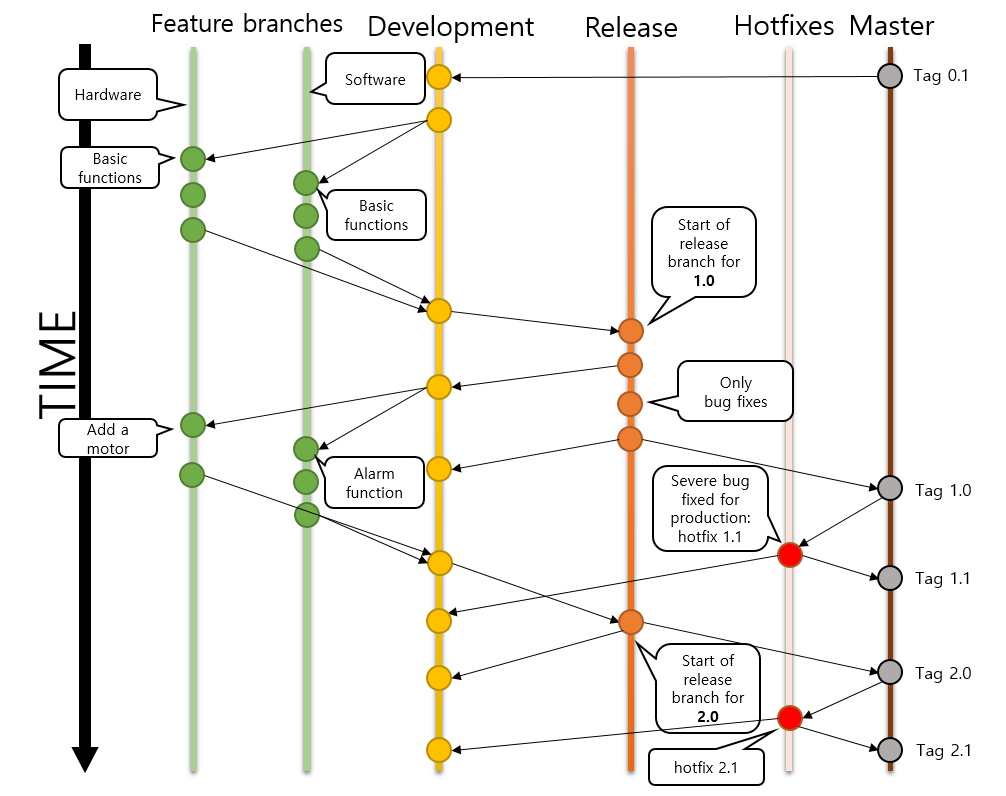 Feature branches
Development
Release
Hotfixes
Master
Hardware
Software
Tag 0.1
Basic
functions
Basic
functions
Start of
release
branch for
1.0
TIME
Only
bug fixes
Add a
motor
Alarm
function
Severe bug
fixed for
production:
hotfix 1.1
Tag 1.0
Tag 1.1
Start of
release
branch for
2.0
Tag 2.0
hotfix 2.1
Tag 2.1